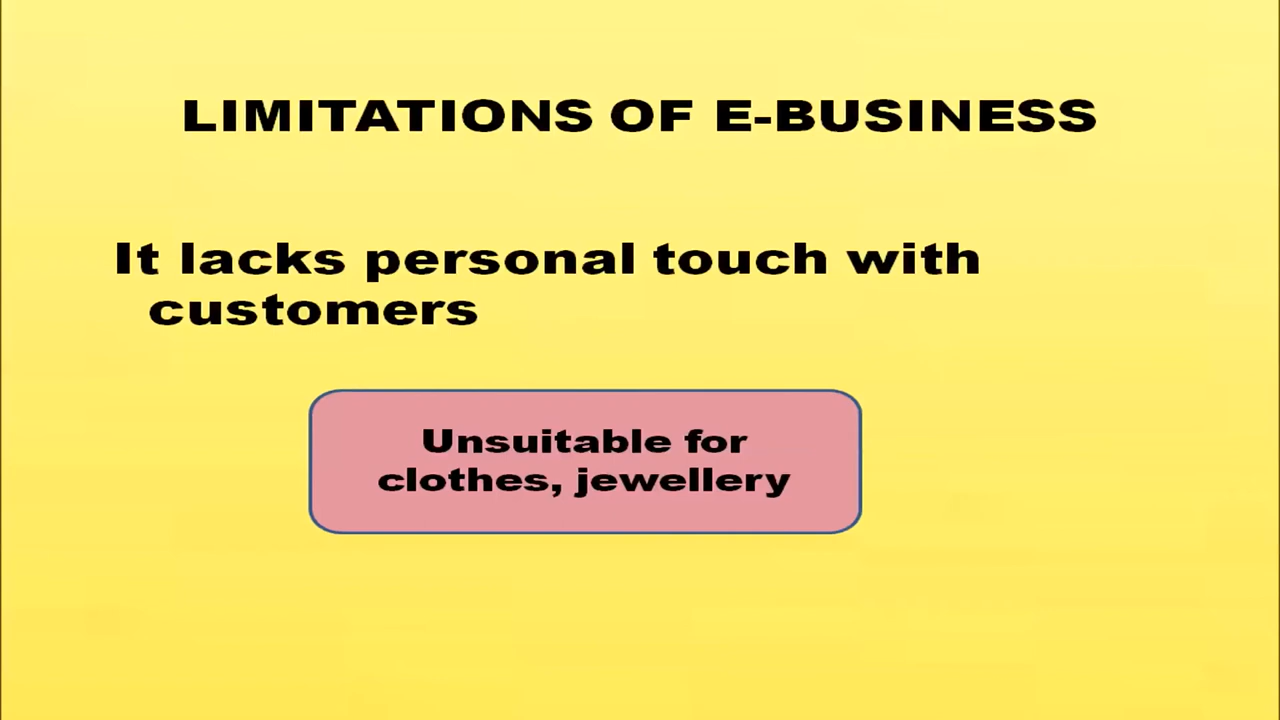 LIMITATIONS OF E-BUSINESS
It lacks personal touch with
customers
Unsuitable for
clothes, jewellery